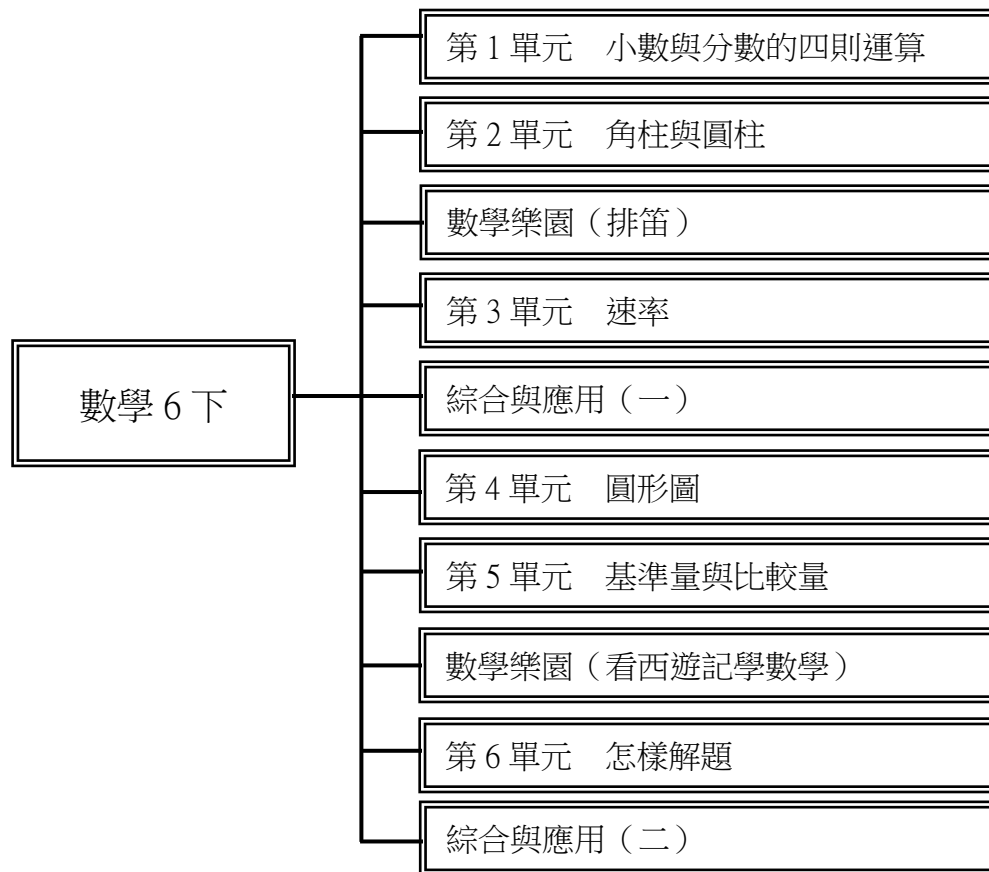 第 1 單元　小數與分數的四則運算
第 2 單元　角柱與圓柱
數學樂園（排笛）
第 3 單元　速率
數學 6 下
綜合與應用（一）
第 4 單元　圓形圖
第 5 單元　基準量與比較量
數學樂園（看西遊記學數學）
第 6 單元　怎樣解題
綜合與應用（二）